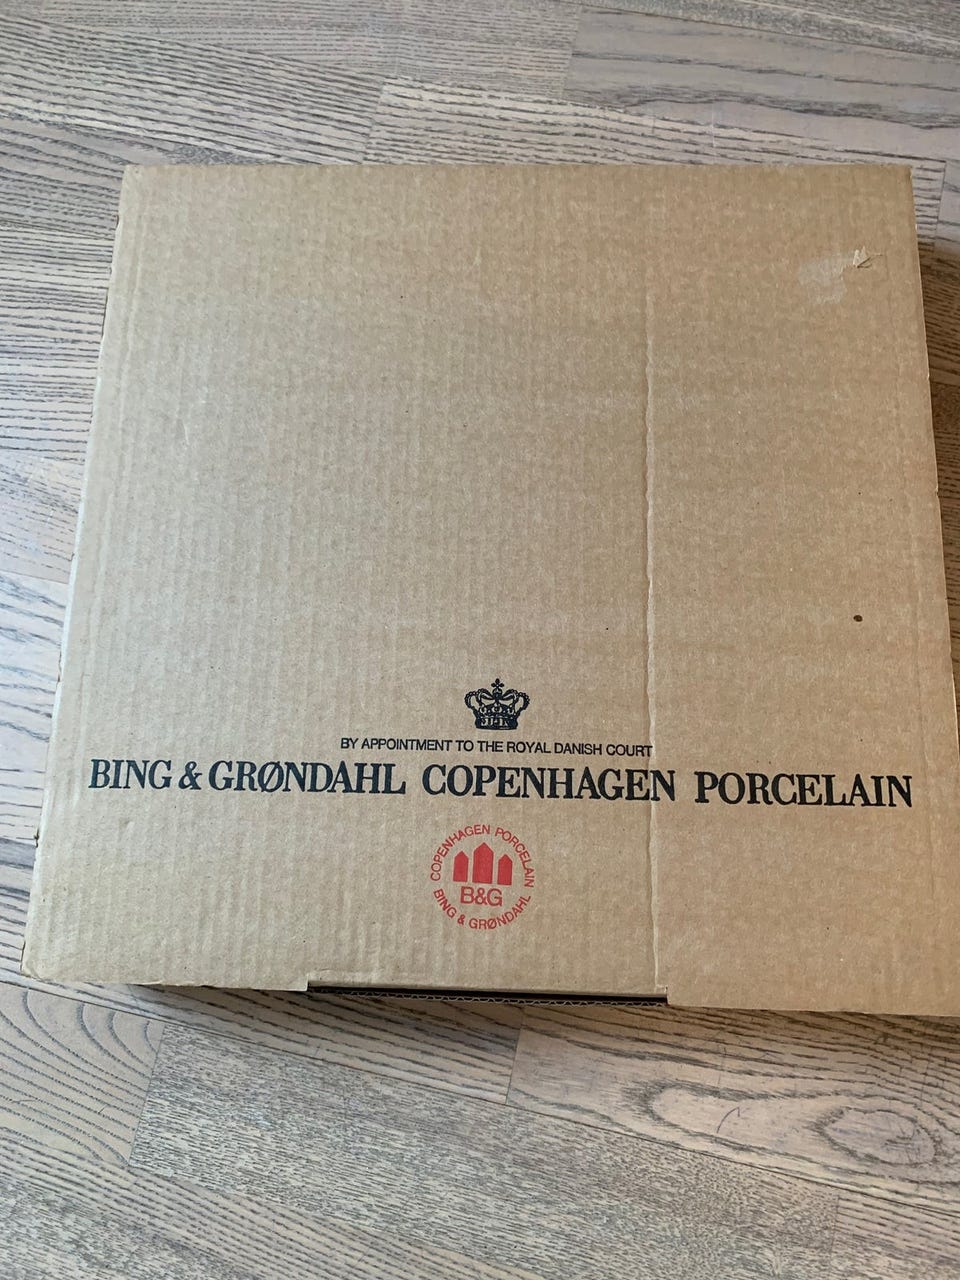 BY APPOINTMENT TO THE ROYAL DANISH COURT
BING & GRØNDAHL COPENHAGEN PORCELAIN
COPENHAGEN PORCELAIN
B&G
BING & GRØNDAHL